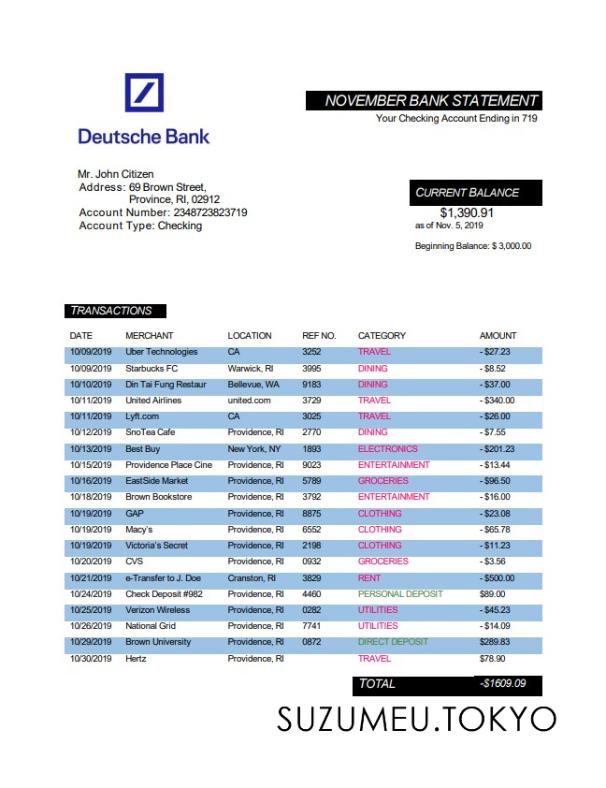 Deutsche Bank
NOVEMBER BANK STATEMENT
Your Checking Account Ending in 719
Mr. John Citizen
Address: 69 Brown Street,
Province, RI, 02912
Account Number: 2348723823719
Account Type: Checking
CURRENT BALANCE
$1,390.91
as of Nov. 5, 2019
Beginning Balance: $ 3,000.00
TRANSACTIONS
DATE MERCHANT LOCATION REF NO. CATEGORY AMOUNT
10/09/2019 Uber Technologies CA 3252 TRAVEL - $27.23
10/09/2019 Starbucks FC Warwick, RI 3995 DINING - $8.52
10/10/2019 Din Tai Fung Restaur Bellevue, WA 9183 DINING - $37.00
10/11/2019 United Airlines united.com 3729 TRAVEL - $340.00
10/11/2019 Lyft.com CA 3025 TRAVEL - $26.00
10/12/2019 SnoTea Cafe Providence, RI 2770 DINING - $7.55
10/13/2019 Best Buy New York, NY 1893 ELECTRONICS - $201.23
10/15/2019 Providence Place Cine Providence, RI 9023 ENTERTAINMENT - $13.44
10/16/2019 EastSide Market Providence, RI 5789 GROCERIES - $96.50
10/18/2019 Brown Bookstore Providence, RI 3792 ENTERTAINMENT - $16.00
10/19/2019 GAP Providence, RI 8875 CLOTHING - $23.08
10/19/2019 Macy's Providence, RI 6552 CLOTHING - $65.78
10/19/2019 Victoria's Secret Providence, RI 2198 CLOTHING - $11.23
10/20/2019 CVS Providence, RI 0932 GROCERIES - $3.56
10/21/2019 e-Transfer to J. Doe Cranston, RI 3829 RENT - $500.00
10/24/2019 Check Deposit #982 Providence, RI 4460 PERSONAL DEPOSIT $89.00
10/25/2019 Verizon Wireless Providence, RI 0282 UTILITIES - $45.23
10/26/2019 National Grid Providence, RI 7741 UTILITIES - $14.09
10/29/2019 Brown University Providence, RI 0872 DIRECT DEPOSIT $289.83
10/30/2019 Hertz Providence, RI TRAVEL $78.90
TOTAL -$1609.09
SUZUMEU.TOKYO